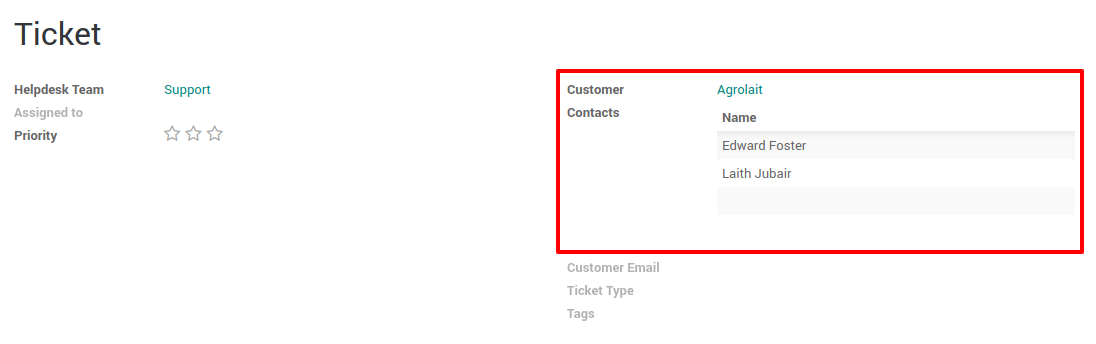 Ticket
Helpdesk Team Support
Assigned to
Priority
Customer Agrolait
Contacts
Name
Edward Foster
Laith Jubair
Customer Email
Ticket Type
Tags